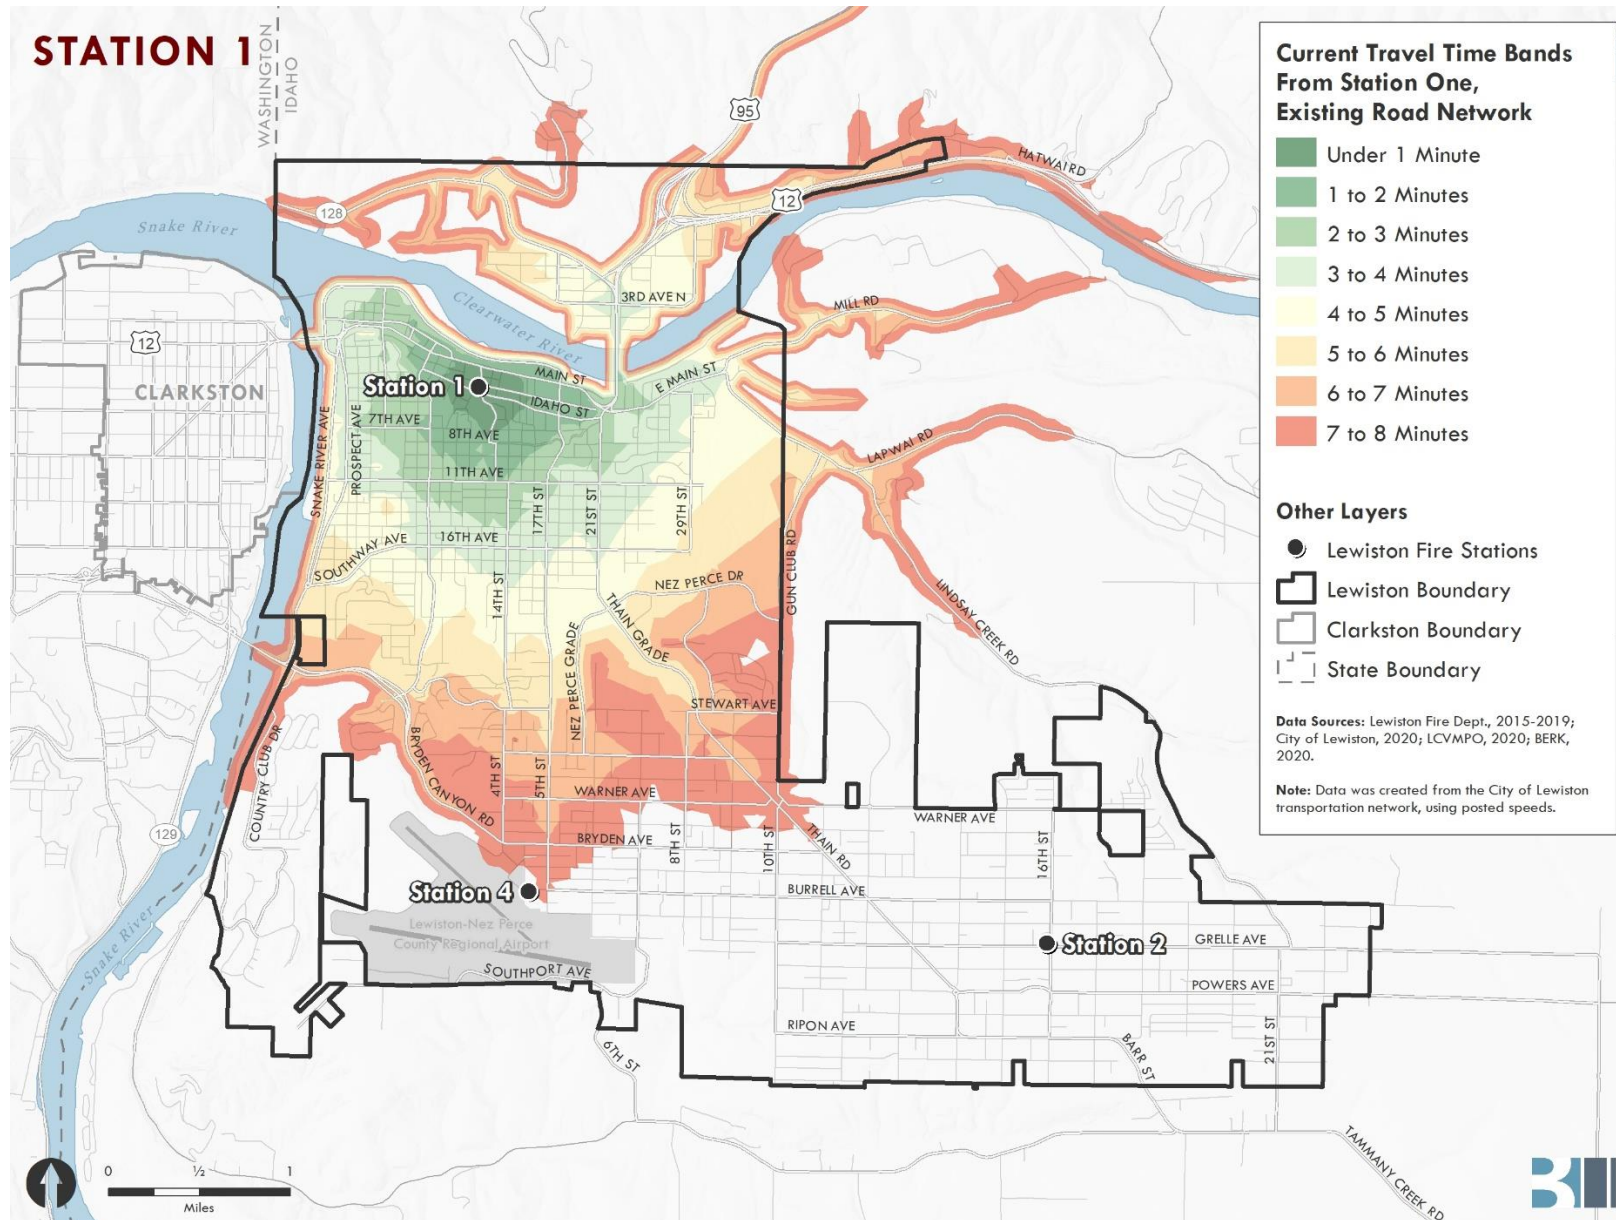 STATION 1
WASHINGTON
IDAHO
95
HATWAI RD
128
12
Snake River
3RD AVE N
Clearwater River
MILL RD
12
CLARKSTON
MAIN ST
E MAIN ST
Station 1
IDAHO ST
7TH AVE
8TH AVE
SNAKE RIVER AVE
PROSPECT AVE
LAPWAI RD
11TH AVE
17TH ST
21ST ST
29TH ST
16TH AVE
SOUTHWAY AVE
GUN CLUB RD
14TH ST
NEZ PERCE DR
THAIN GRADE
LINDSAY CREEK RD
NEZ PERCE GRADE
STEWART AVE
COUNTRY CLUB DR
BRYDEN CANYON RD
4TH ST
5TH ST
WARNER AVE
WARNER AVE
129
BRYDEN AVE
8TH ST
10TH ST
THAIN RD
16TH ST
Station 4
BURRELL AVE
Lewiston-Nez Perce
County Regional Airport
Station 2
GRELLE AVE
Snake River
SOUTHPORT AVE
POWERS AVE
RIPON AVE
6TH ST
BARR ST
21ST ST
TAMMANY CREEK RD
0 ½ 1
Miles
Current Travel Time Bands
From Station One,
Existing Road Network
Under 1 Minute
1 to 2 Minutes
2 to 3 Minutes
3 to 4 Minutes
4 to 5 Minutes
5 to 6 Minutes
6 to 7 Minutes
7 to 8 Minutes
Other Layers
Lewiston Fire Stations
Lewiston Boundary
Clarkston Boundary
State Boundary
Data Sources: Lewiston Fire Dept., 2015-2019;
City of Lewiston, 2020; LCVMPO, 2020; BERK,
2020.
Note: Data was created from the City of Lewiston
transportation network, using posted speeds.
B